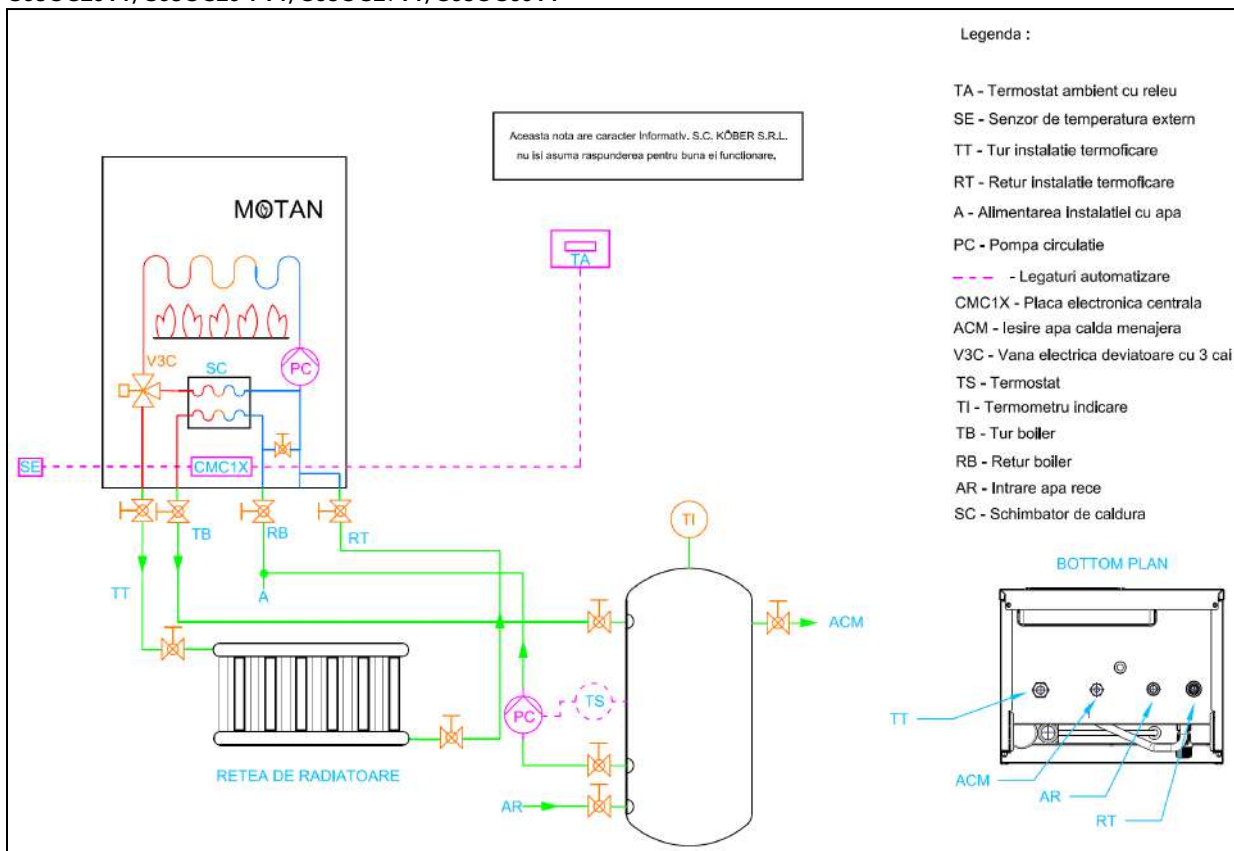 Legenda :
TA - Termostat ambient cu releu
SE - Senzor de temperatura extern
TT - Tur instalatie termoficare
RT - Retur instalatie termoficare
A - Alimentarea instalatiei cu apa
PC - Pompa circulatie
- Legaturi automatizare
CMC1X - Placa electronica centrala
ACM - Iesire apa calda menajera
V3C - Vana electrica deviatoare cu 3 cai
TS - Termostat
TI - Termometru indicare
TB - Tur boiler
RB - Retur boiler
AR - Intrare apa rece
SC - Schimbator de caldura
Aceasta nota are caracter informativ. S.C. KÖBER S.R.L.
nu isi asuma raspunderea pentru buna ei functionare.
MOTAN
TA
V3C
SC
PC
SE
CMC1X
TB
RB
RT
TI
TT
A
ACM
PC
TS
RETEA DE RADIATOARE
AR
BOTTOM PLAN
TT
ACM
AR
RT